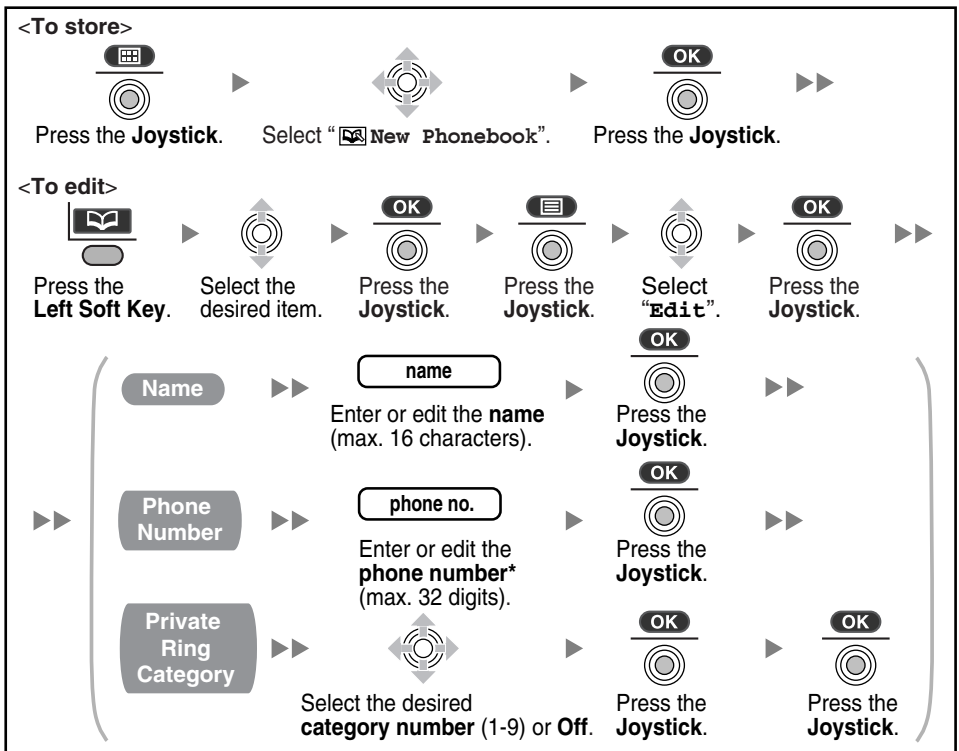 <To store>
OK
Press the Joystick. Select “New Phonebook”. Press the Joystick.
<To edit>
OK OK
Press the Select the Press the Press the Select Press the
Left Soft Key. desired item. Joystick. Joystick. “Edit”. Joystick.
OK
Name
name
Enter or edit the name
(max. 16 characters).
Press the
Joystick.
OK
Phone
Number
phone no.
Enter or edit the
phone number*
(max. 32 digits).
Press the
Joystick.
Private
Ring
Category
OK OK
Select the desired
category number (1-9) or Off.
Press the
Joystick.
Press the
Joystick.